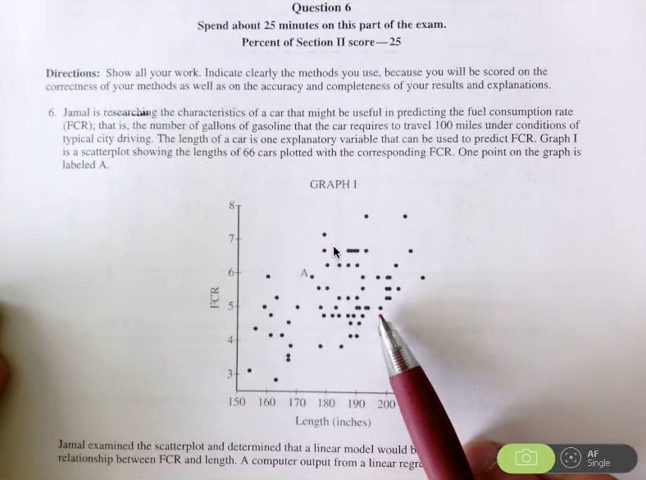 Question 6
Spend about 25 minutes on this part of the exam.
Percent of Section II score—25
Directions: Show all your work. Indicate clearly the methods you use, because you will be scored on the
correctness of your methods as well as on the accuracy and completeness of your results and explanations.
6. Jamal is researching the characteristics of a car that might be useful in predicting the fuel consumption rate
(FCR); that is, the number of gallons of gasoline that the car requires to travel 100 miles under conditions of
typical city driving. The length of a car is one explanatory variable that can be used to predict FCR. Graph I
is a scatterplot showing the lengths of 66 cars plotted with the corresponding FCR. One point on the graph is
labeled A.
GRAPH I
8
7
6
A
FCR
5
4
3
150 160 170 180 190 200
Length (inches)
Jamal examined the scatterplot and determined that a linear model would
relationship between FCR and length. A computer output from a linear
AF
Single